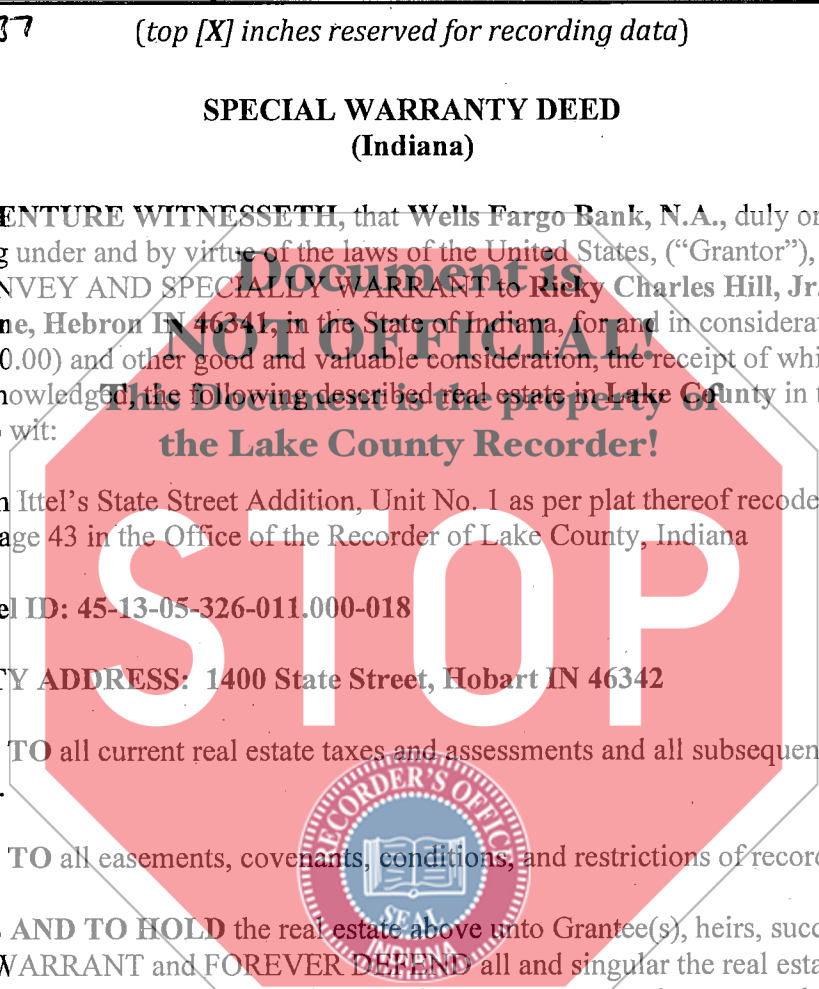 37
(top [X] inches reserved for recording data)
SPECIAL WARRANTY DEED
(Indiana)
ENTURE WITNESSETH, that Wells Fargo Bank, N.A., duly or
g under and by virtue of the laws of the United States, ("Grantor"),
NVEY AND SPECIALLY WARRANT to Ricky Charles Hill, Jr.
ne, Hebron IN 46341, in the State of Indiana, for and in considera
0.00) and other good and valuable consideration, the receipt of whi
nowledged, the following described real estate in Lake County in t
wit:
Document is
NOT OFFICIAL!
This Document is the property of
the Lake County Recorder!
n Ittel's State Street Addition, Unit No. 1 as per plat thereof recode
age 43 in the Office of the Recorder of Lake County, Indiana
STOP
el ID: 45-13-05-326-011.000-018
TY ADDRESS: 1400 State Street, Hobart IN 46342
TO all current real estate taxes and assessments and all subsequen
TO all easements, covenants, conditions, and restrictions of record
RECORDER'S OFFICE
SEAL
INDIANA
AND TO HOLD the real estate above unto Grantee(s), heirs, succ
WARRANT and FOREVER DEFEND all and singular the real esta